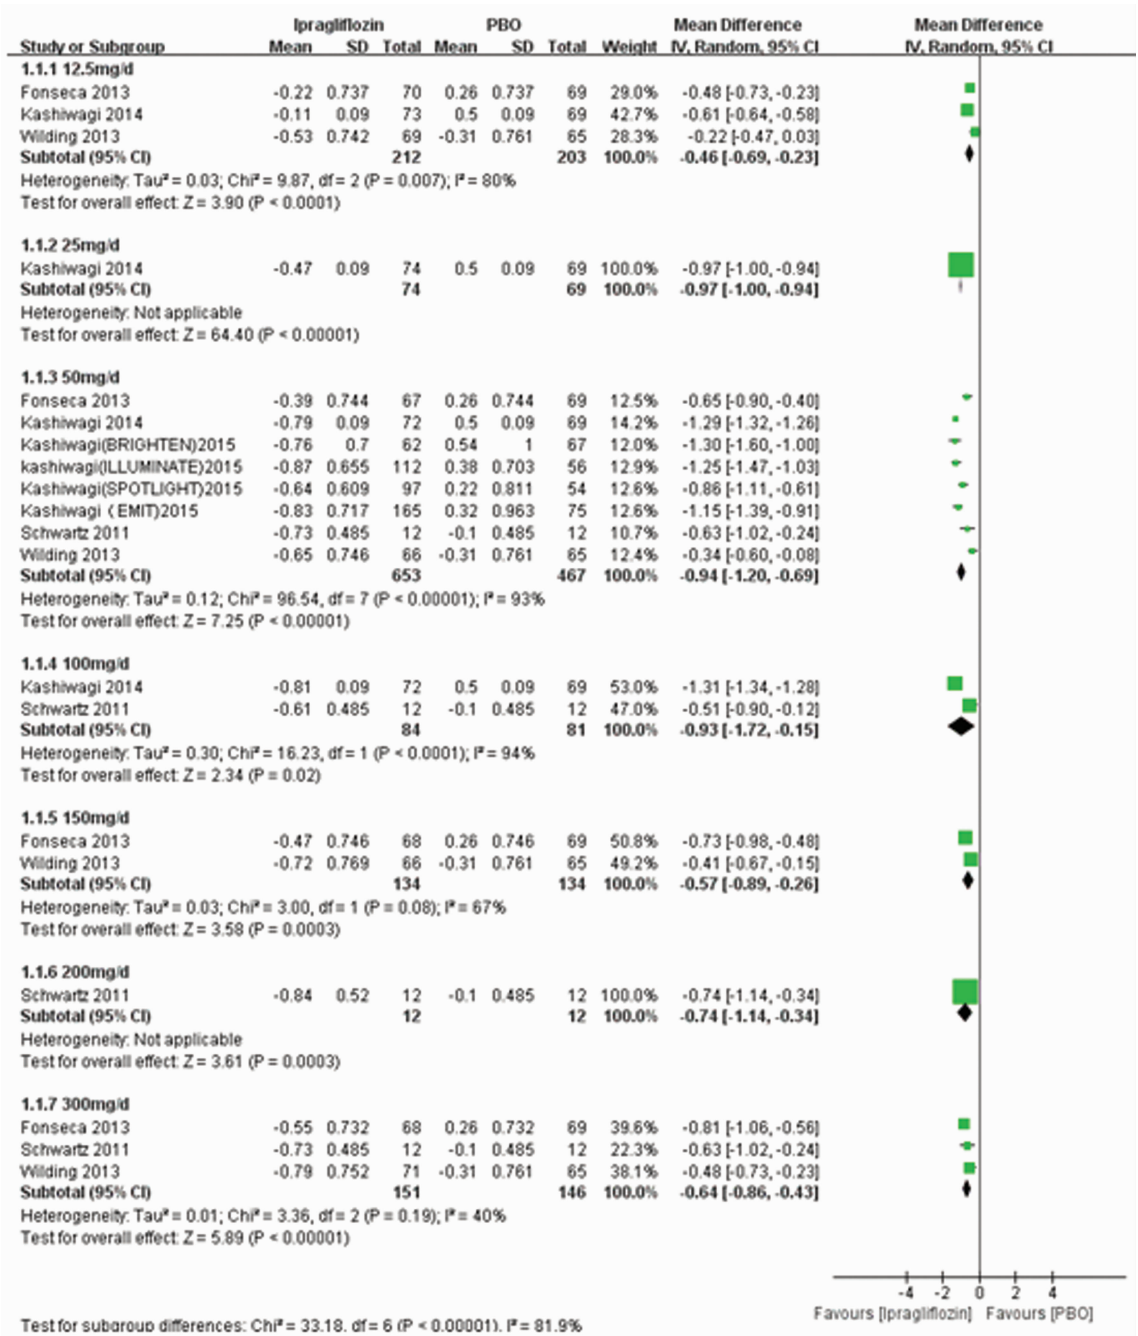 Ipragliflozin PBO Mean Difference Mean Difference
Study or Subgroup Mean SD Total Mean SD Total Weight IV, Random, 95% CI IV, Random, 95% CI
1.1.1 12.5mg/d
Fonseca 2013 -0.22 0.737 70 0.26 0.737 69 29.0% -0.48 [-0.73, -0.23]
Kashiwagi 2014 -0.11 0.09 73 0.5 0.09 69 42.7% -0.61 [-0.64, -0.58]
Wilding 2013 -0.53 0.742 69 -0.31 0.761 65 28.3% -0.22 [-0.47, 0.03]
Subtotal (95% CI) 212 203 100.0% -0.46 [-0.69, -0.23]
Heterogeneity: Tau² = 0.03; Chi² = 9.87, df = 2 (P = 0.007); I² = 80%
Test for overall effect: Z = 3.90 (P < 0.0001)
1.1.2 25mg/d
Kashiwagi 2014 -0.47 0.09 74 0.5 0.09 69 100.0% -0.97 [-1.00, -0.94]
Subtotal (95% CI) 74 69 100.0% -0.97 [-1.00, -0.94]
Heterogeneity: Not applicable
Test for overall effect: Z = 64.40 (P < 0.00001)
1.1.3 50mg/d
Fonseca 2013 -0.39 0.744 67 0.26 0.744 69 12.5% -0.65 [-0.90, -0.40]
Kashiwagi 2014 -0.79 0.09 72 0.5 0.09 69 14.2% -1.29 [-1.32, -1.26]
Kashiwagi(BRIGHTEN)2015 -0.76 0.7 62 0.54 1 67 12.0% -1.30 [-1.60, -1.00]
kashiwagi(ILLUMINATE)2015 -0.87 0.655 112 0.38 0.703 56 12.9% -1.25 [-1.47, -1.03]
Kashiwagi(SPOTLIGHT)2015 -0.64 0.609 97 0.22 0.811 54 12.6% -0.86 [-1.11, -0.61]
Kashiwagi (EMIT)2015 -0.83 0.717 165 0.32 0.963 75 12.6% -1.15 [-1.39, -0.91]
Schwartz 2011 -0.73 0.485 12 -0.1 0.485 12 10.7% -0.63 [-1.02, -0.24]
Wilding 2013 -0.65 0.746 66 -0.31 0.761 65 12.4% -0.34 [-0.60, -0.08]
Subtotal (95% CI) 653 467 100.0% -0.94 [-1.20, -0.69]
Heterogeneity: Tau² = 0.12; Chi² = 96.54, df = 7 (P < 0.00001); I² = 93%
Test for overall effect: Z = 7.25 (P < 0.00001)
1.1.4 100mg/d
Kashiwagi 2014 -0.81 0.09 72 0.5 0.09 69 53.0% -1.31 [-1.34, -1.28]
Schwartz 2011 -0.61 0.485 12 -0.1 0.485 12 47.0% -0.51 [-0.90, -0.12]
Subtotal (95% CI) 84 81 100.0% -0.93 [-1.72, -0.15]
Heterogeneity: Tau² = 0.30; Chi² = 16.23, df = 1 (P < 0.0001); I² = 94%
Test for overall effect: Z = 2.34 (P = 0.02)
1.1.5 150mg/d
Fonseca 2013 -0.47 0.746 68 0.26 0.746 69 50.8% -0.73 [-0.98, -0.48]
Wilding 2013 -0.72 0.769 66 -0.31 0.761 65 49.2% -0.41 [-0.67, -0.15]
Subtotal (95% CI) 134 134 100.0% -0.57 [-0.89, -0.26]
Heterogeneity: Tau² = 0.03; Chi² = 3.00, df = 1 (P = 0.08); I² = 67%
Test for overall effect: Z = 3.58 (P = 0.0003)
1.1.6 200mg/d
Schwartz 2011 -0.84 0.52 12 -0.1 0.485 12 100.0% -0.74 [-1.14, -0.34]
Subtotal (95% CI) 12 12 100.0% -0.74 [-1.14, -0.34]
Heterogeneity: Not applicable
Test for overall effect: Z = 3.61 (P = 0.0003)
1.1.7 300mg/d
Fonseca 2013 -0.55 0.732 68 0.26 0.732 69 39.6% -0.81 [-1.06, -0.56]
Schwartz 2011 -0.73 0.485 12 -0.1 0.485 12 22.3% -0.63 [-1.02, -0.24]
Wilding 2013 -0.79 0.752 71 -0.31 0.761 65 38.1% -0.48 [-0.73, -0.23]
Subtotal (95% CI) 151 146 100.0% -0.64 [-0.86, -0.43]
Heterogeneity: Tau² = 0.01; Chi² = 3.36, df = 2 (P = 0.19); I² = 40%
Test for overall effect: Z = 5.89 (P < 0.00001)
-4 -2 0 2 4
Favours [Ipragliflozin] Favours [PBO]
Test for subgroup differences: Chi² = 33.18, df = 6 (P < 0.00001), I² = 81.9%